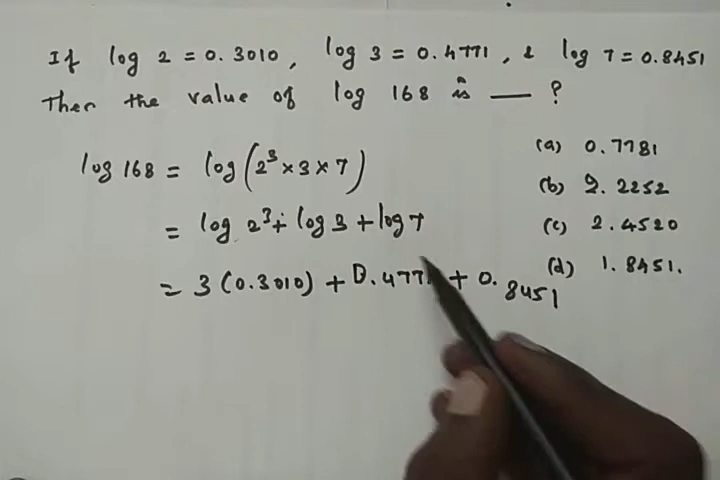 If log 2 = 0.3010, log 3 = 0.4771, & log 7 = 0.8451
Then the value of log 168 is ___ ?
log 168 = log(2³×3×7)
= log 2³ + log 3 + log 7
= 3(0.3010) + 0.477 + 0.8451
(a) 0.7781
(b) 2.2252
(c) 2.4520
(d) 1.8451.